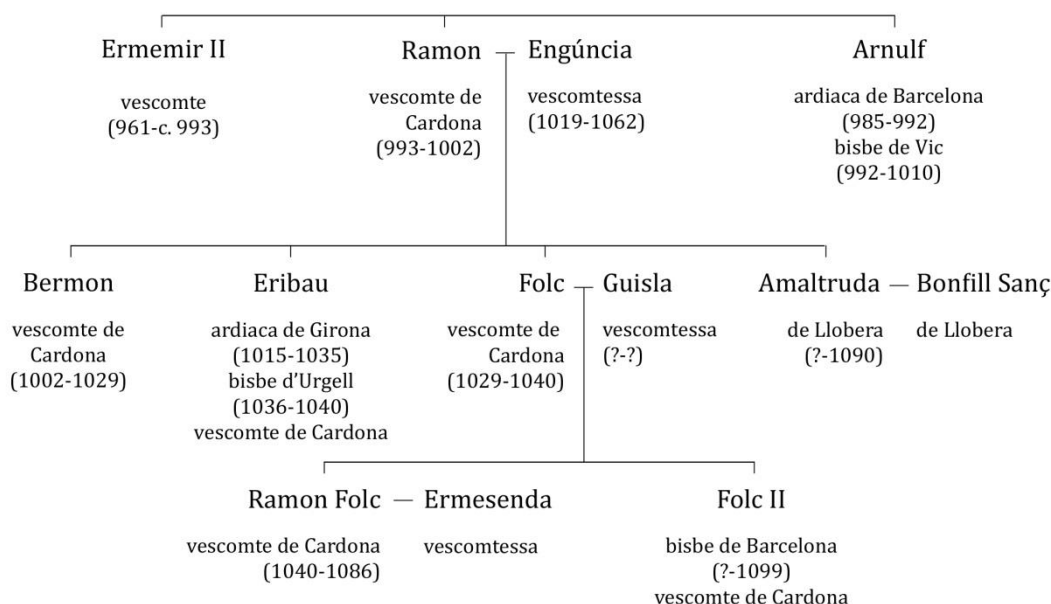 Ermemir II
vescomte
(961-c. 993)
Ramon
vescomte de
Cardona
(993-1002)
Engúncia
vescomtessa
(1019-1062)
Arnulf
ardiaca de Barcelona
(985-992)
bisbe de Vic
(992-1010)
Bermon
vescomte de
Cardona
(1002-1029)
Eribau
ardiaca de Girona
(1015-1035)
bisbe d'Urgell
(1036-1040)
vescomte de Cardona
Folc
vescomte de
Cardona
(1029-1040)
Guisla
vescomtessa
(?-?)
Amaltruda
de Llobera
(?-1090)
Bonfill Sanç
de Llobera
Ramon Folc
vescomte de Cardona
(1040-1086)
Ermesenda
vescomtessa
Folc II
bisbe de Barcelona
(?-1099)
vescomte de Cardona